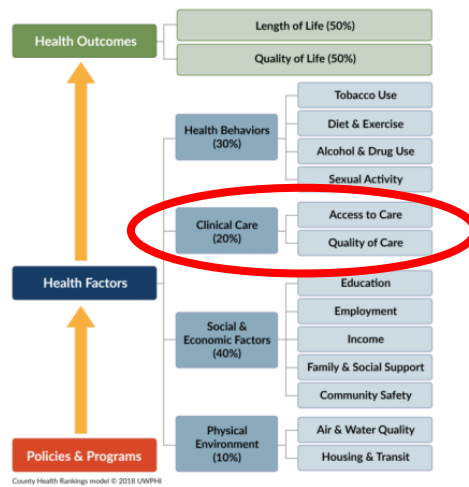 Health Outcomes
Length of Life (50%)
Quality of Life (50%)
Health Factors
Health Behaviors
(30%)
Tobacco Use
Diet & Exercise
Alcohol & Drug Use
Sexual Activity
Clinical Care
(20%)
Access to Care
Quality of Care
Social &
Economic Factors
(40%)
Education
Employment
Income
Family & Social Support
Community Safety
Physical
Environment
(10%)
Air & Water Quality
Housing & Transit
Policies & Programs
County Health Rankings model © 2018 UWPHI